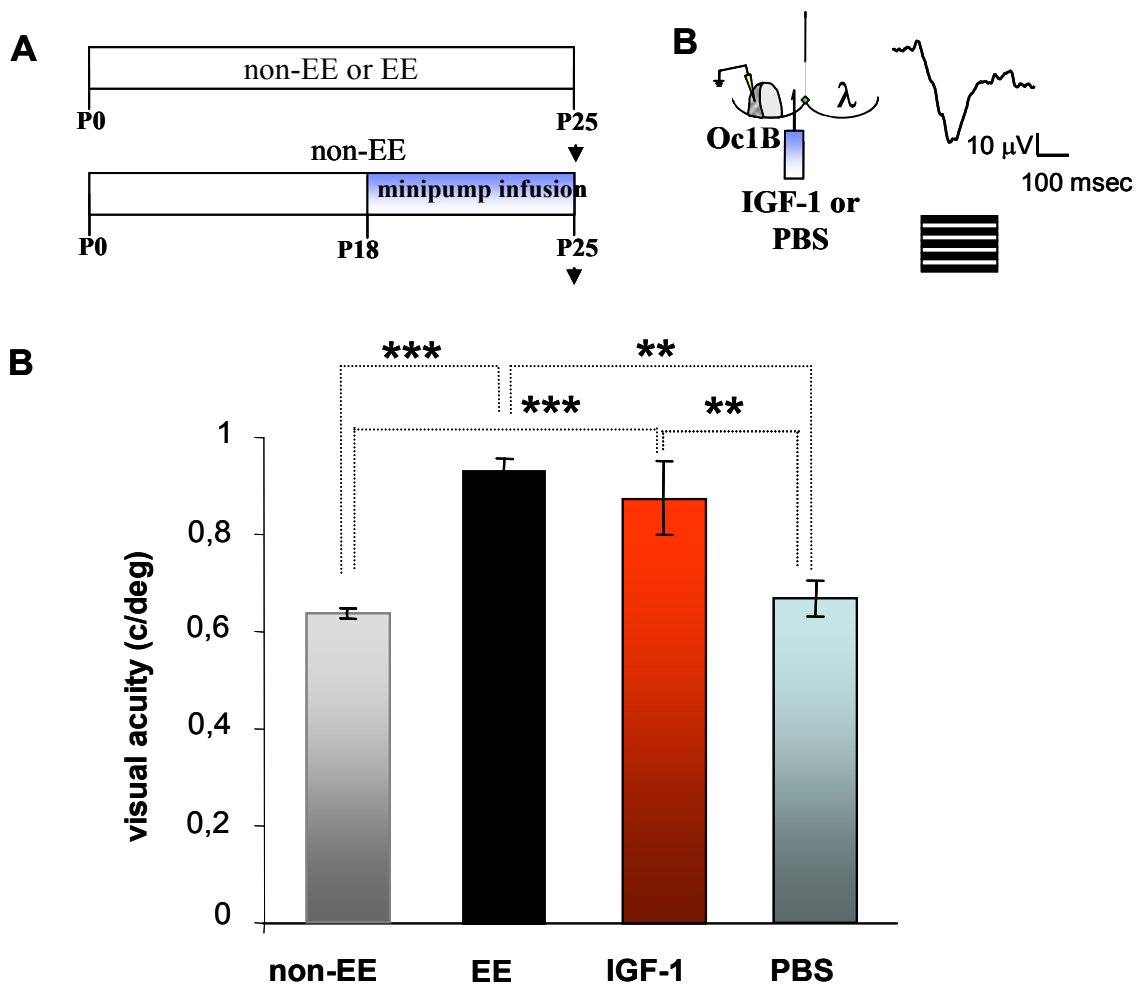 A
non-EE or EE
P0 P25
non-EE
minipump infusion
P0 P18 P25
B
λ
Oc1B
IGF-1 or
PBS
10 μV
100 msec
B
*** **
*** **
visual acuity (c/deg)
1
0,8
0,6
0,4
0,2
0
non-EE EE IGF-1 PBS